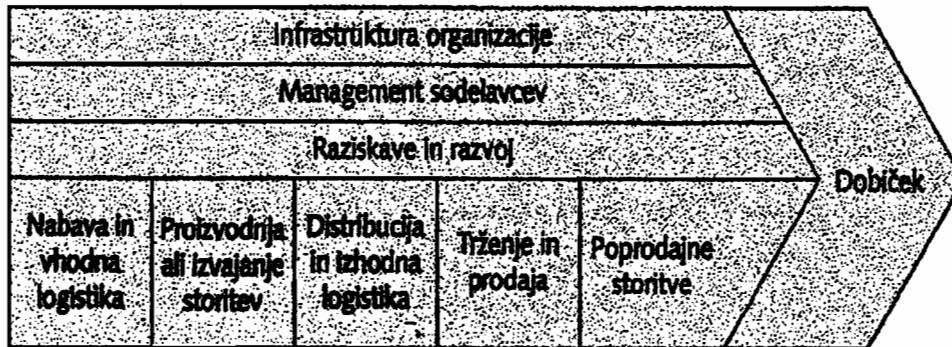 Infrastruktura organizacije
Management sodelavcev
Raziskave in razvoj
Dobiček
Nabava in
vhodna
logistika
Proizvodnja
ali izvajanje
storitev
Distribucija
in izhodna
logistika
Trženje in
prodaja
Poprodajne
storitve